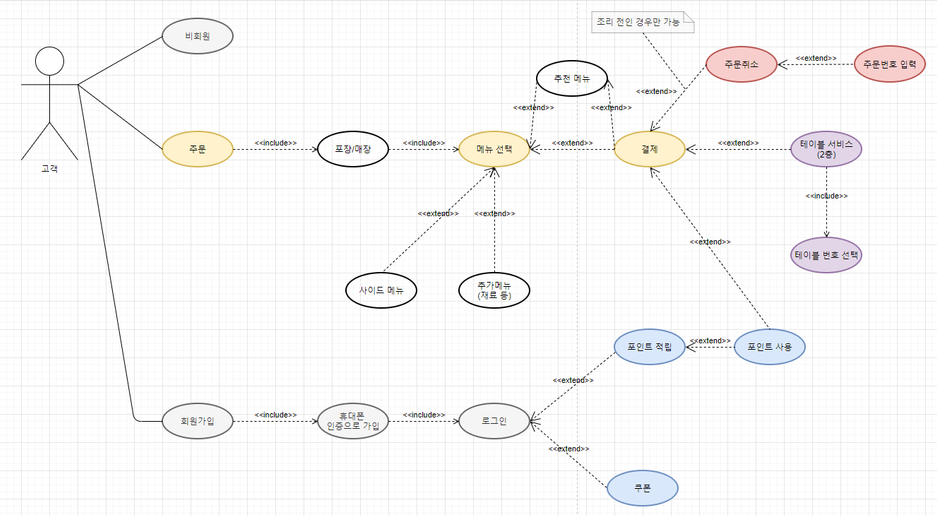 조리 전인 경우만 가능
비회원
추천 메뉴
주문취소
<<extend>>
주문번호 입력
<<extend>>
<<extend>>
<<extend>>
고객
주문
<<include>>
포장/매장
<<include>>
메뉴 선택
<<extend>>
결제
<<extend>>
테이블 서비스
(2층)
<<include>>
<<extend>>
<<extend>>
<<extend>>
테이블 번호 선택
사이드 메뉴
추가메뉴
(재료 등)
포인트 적립
<<extend>>
포인트 사용
<<extend>>
회원가입
<<include>>
휴대폰
인증으로 가입
<<include>>
로그인
<<extend>>
쿠폰